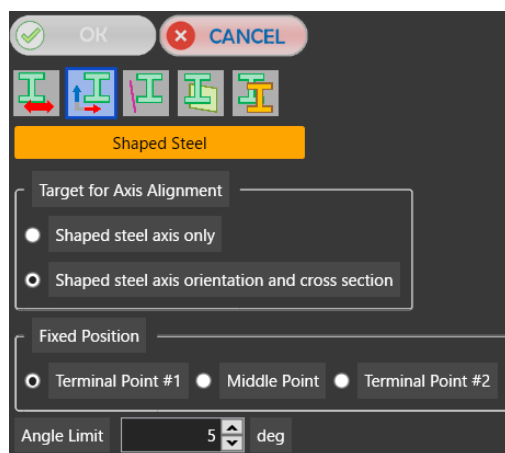 OK CANCEL
Shaped Steel
Target for Axis Alignment
Shaped steel axis only
Shaped steel axis orientation and cross section
Fixed Position
Terminal Point #1 Middle Point Terminal Point #2
Angle Limit 5 deg